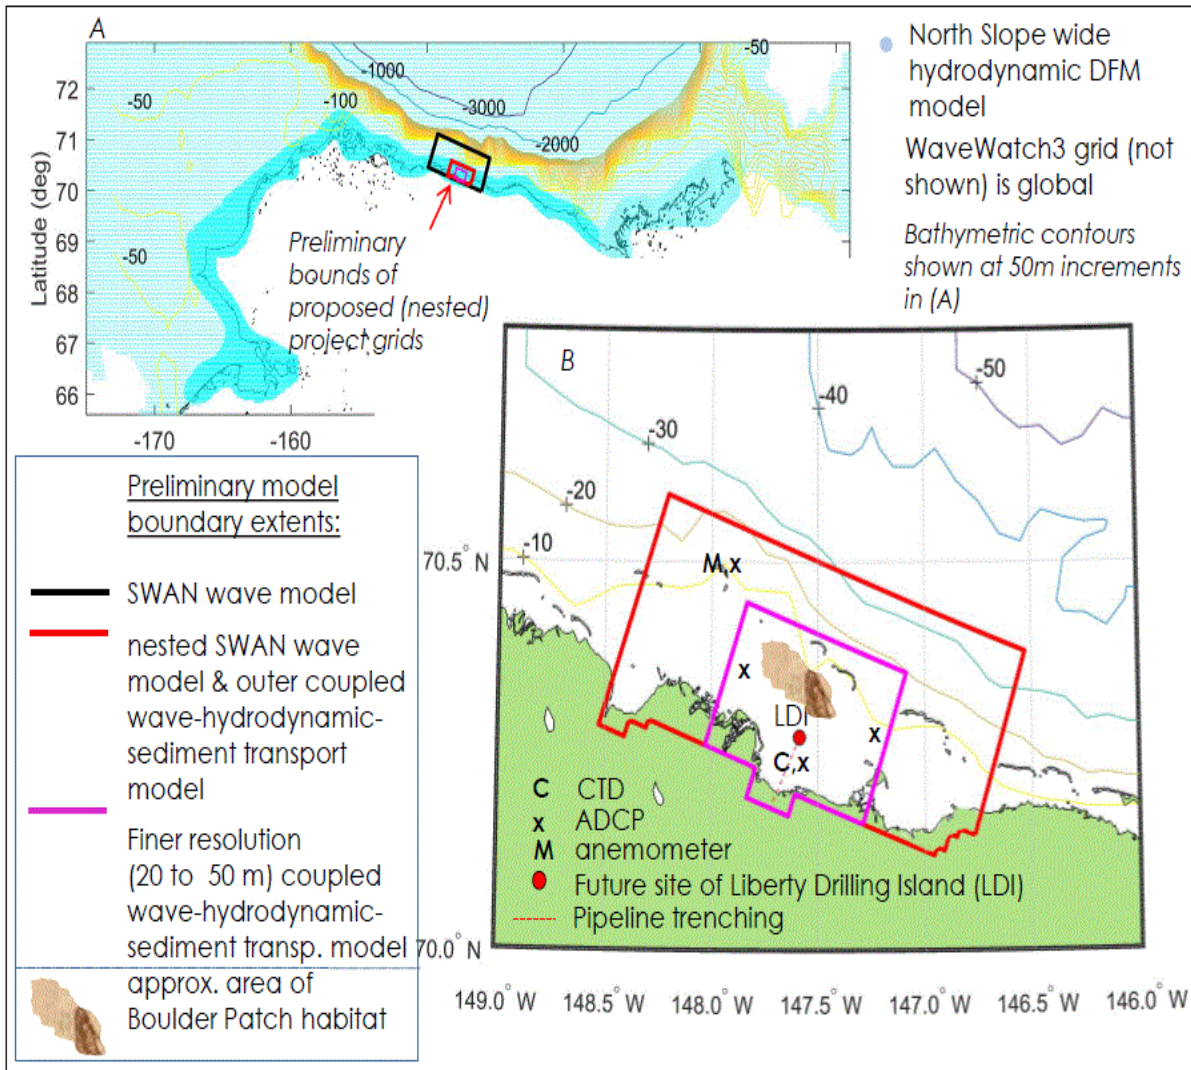 A
72
71
70
69
68
67
66
Latitude (deg)
-170
-160
-50
-100
-1000
-3000
-2000
-50
-50
Preliminary
bounds of
proposed (nested)
project grids
North Slope wide
hydrodynamic DFM
model
WaveWatch3 grid (not
shown) is global
Bathymetric contours
shown at 50m increments
in (A)
B
-50
-40
-30
-20
-10
70.5° N
70.0° N
M,x
x
LDI
x
C,x
C CTD
x ADCP
M anemometer
Future site of Liberty Drilling Island (LDI)
Pipeline trenching
149.0° W 148.5° W 148.0° W 147.5° W 147.0° W 146.5° W 146.0° W
Preliminary model
boundary extents:
SWAN wave model
nested SWAN wave
model & outer coupled
wave-hydrodynamic-
sediment transport
model
Finer resolution
(20 to 50 m) coupled
wave-hydrodynamic-
sediment transp. model
approx. area of
Boulder Patch habitat